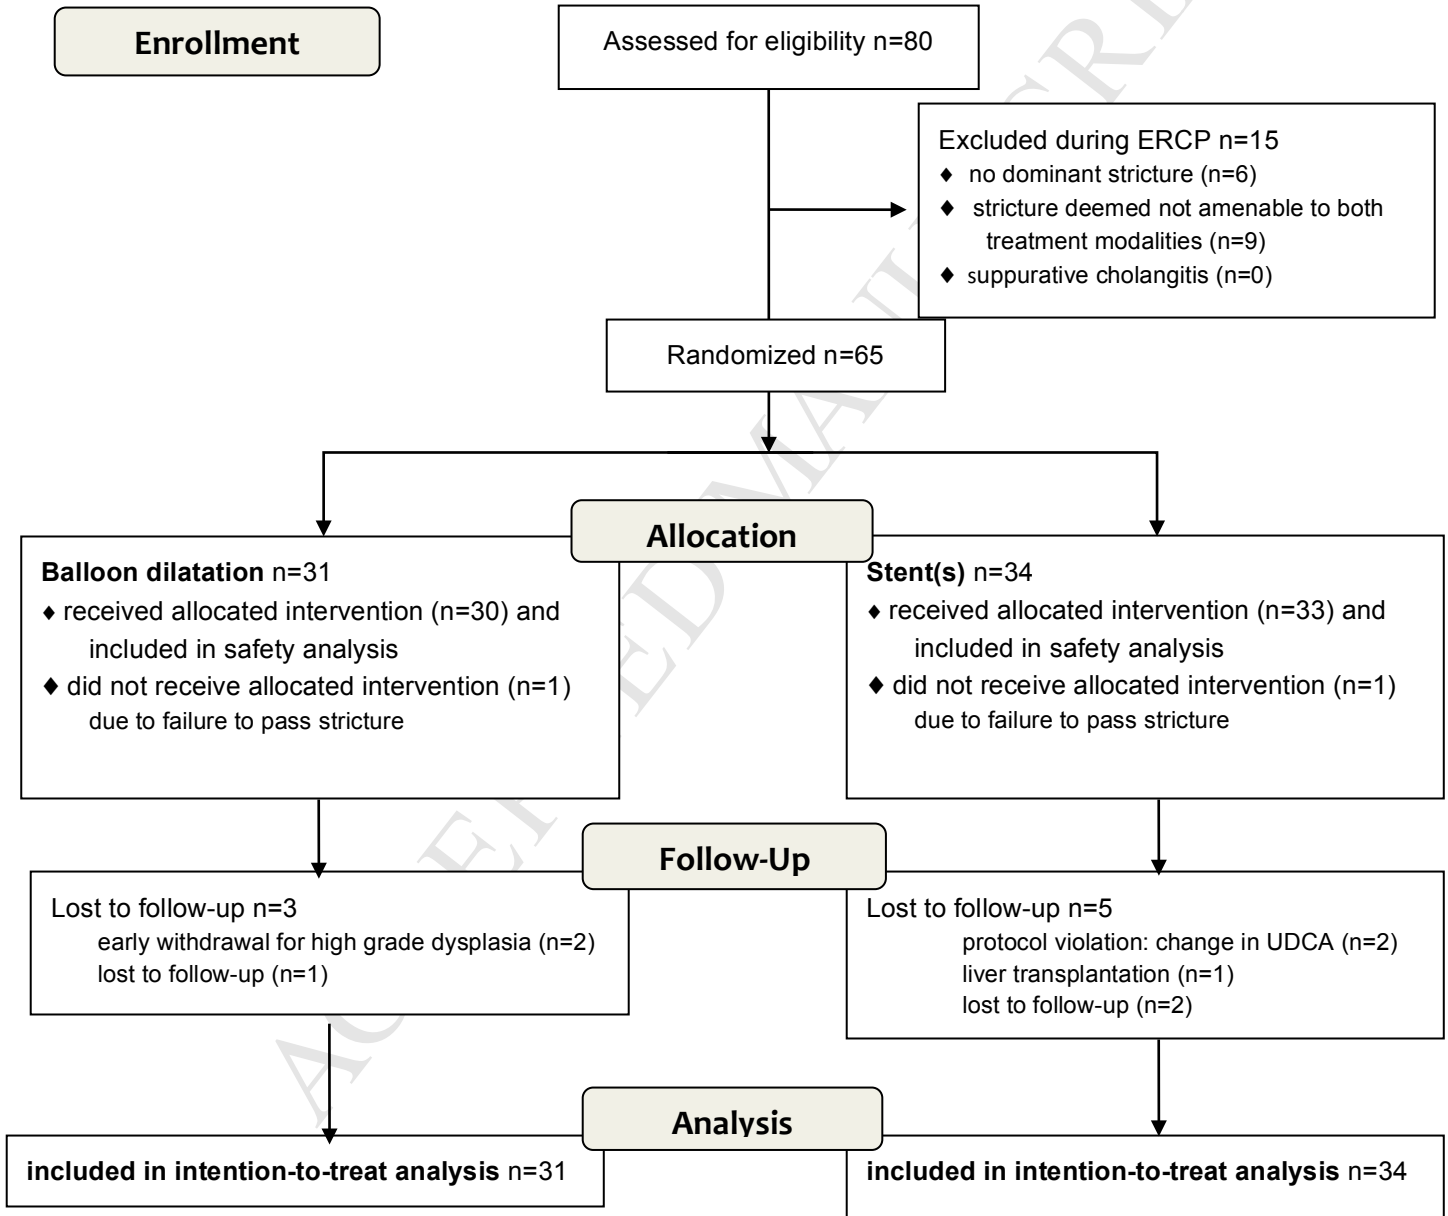 Enrollment
Assessed for eligibility n=80
Excluded during ERCP n=15
♦ no dominant stricture (n=6)
♦ stricture deemed not amenable to both
treatment modalities (n=9)
♦ suppurative cholangitis (n=0)
Randomized n=65
Allocation
Balloon dilatation n=31
♦ received allocated intervention (n=30) and
included in safety analysis
♦ did not receive allocated intervention (n=1)
due to failure to pass stricture
Stent(s) n=34
♦ received allocated intervention (n=33) and
included in safety analysis
♦ did not receive allocated intervention (n=1)
due to failure to pass stricture
Follow-Up
Lost to follow-up n=3
early withdrawal for high grade dysplasia (n=2)
lost to follow-up (n=1)
Lost to follow-up n=5
protocol violation: change in UDCA (n=2)
liver transplantation (n=1)
lost to follow-up (n=2)
Analysis
included in intention-to-treat analysis n=31
included in intention-to-treat analysis n=34